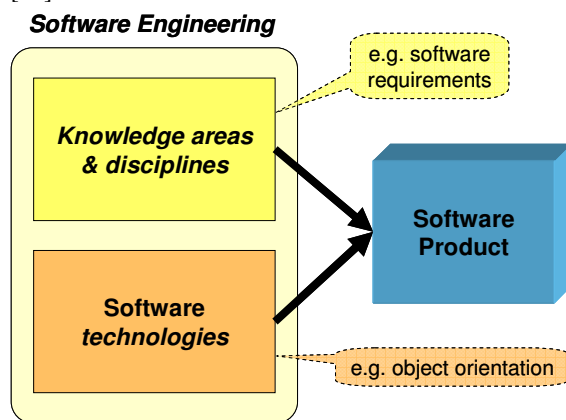 Software Engineering
e.g. software
requirements
Knowledge areas
& disciplines
Software
Product
Software
technologies
e.g. object orientation